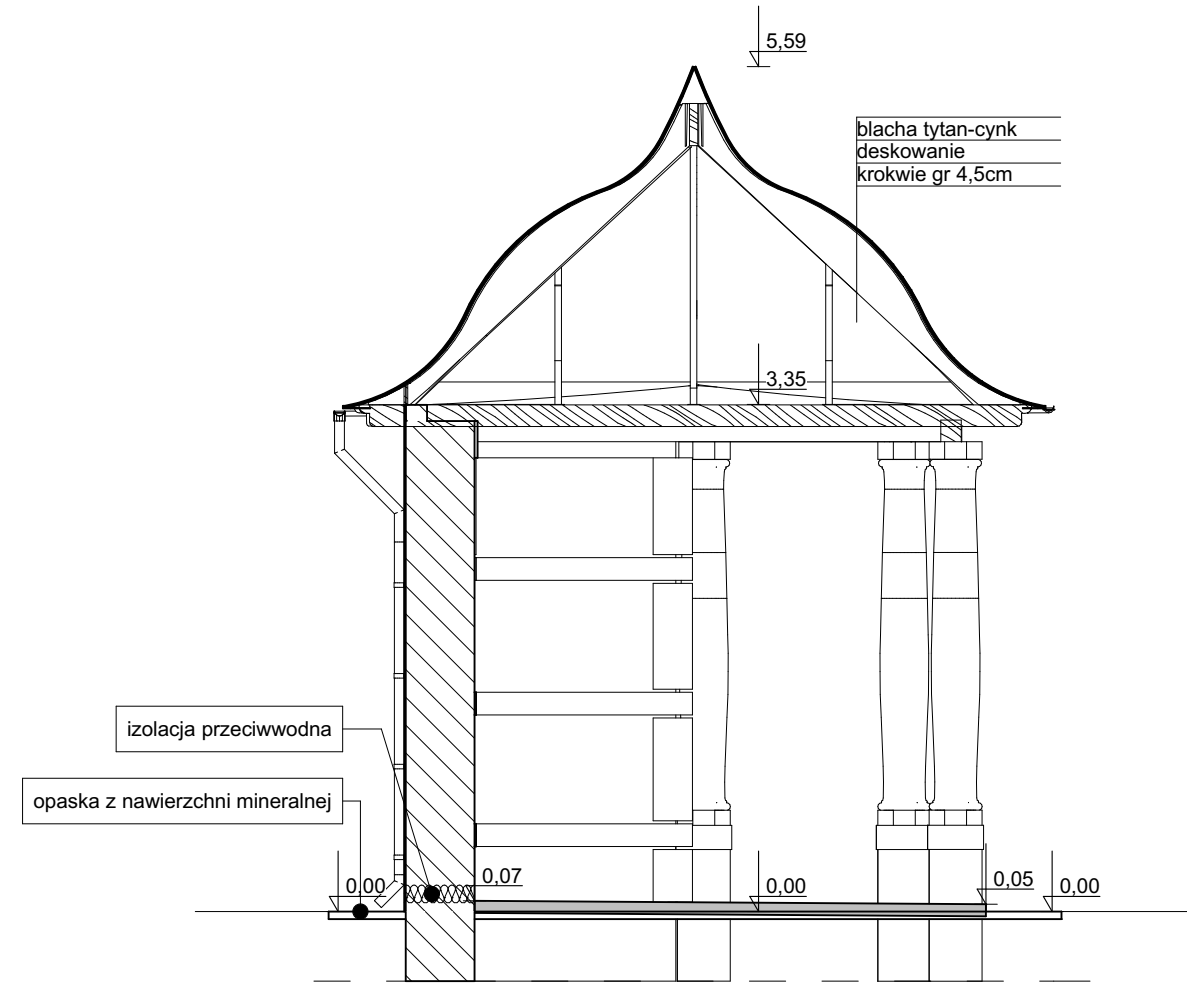 5,59
blacha tytan-cynk
deskowanie
krokwie gr 4,5cm
3,35
izolacja przeciwwodna
opaska z nawierzchni mineralnej
0,00
0,07
0,00
0,05
0,00